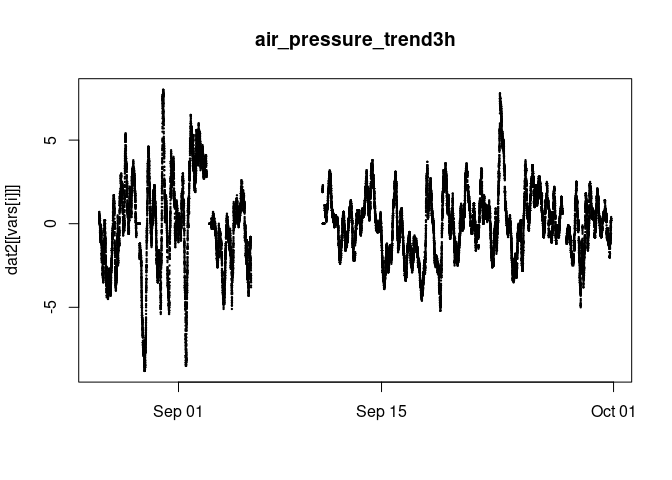 air_pressure_trend3h
dat2[[vars[i]]]
5
0
-5
Sep 01
Sep 15
Oct 01